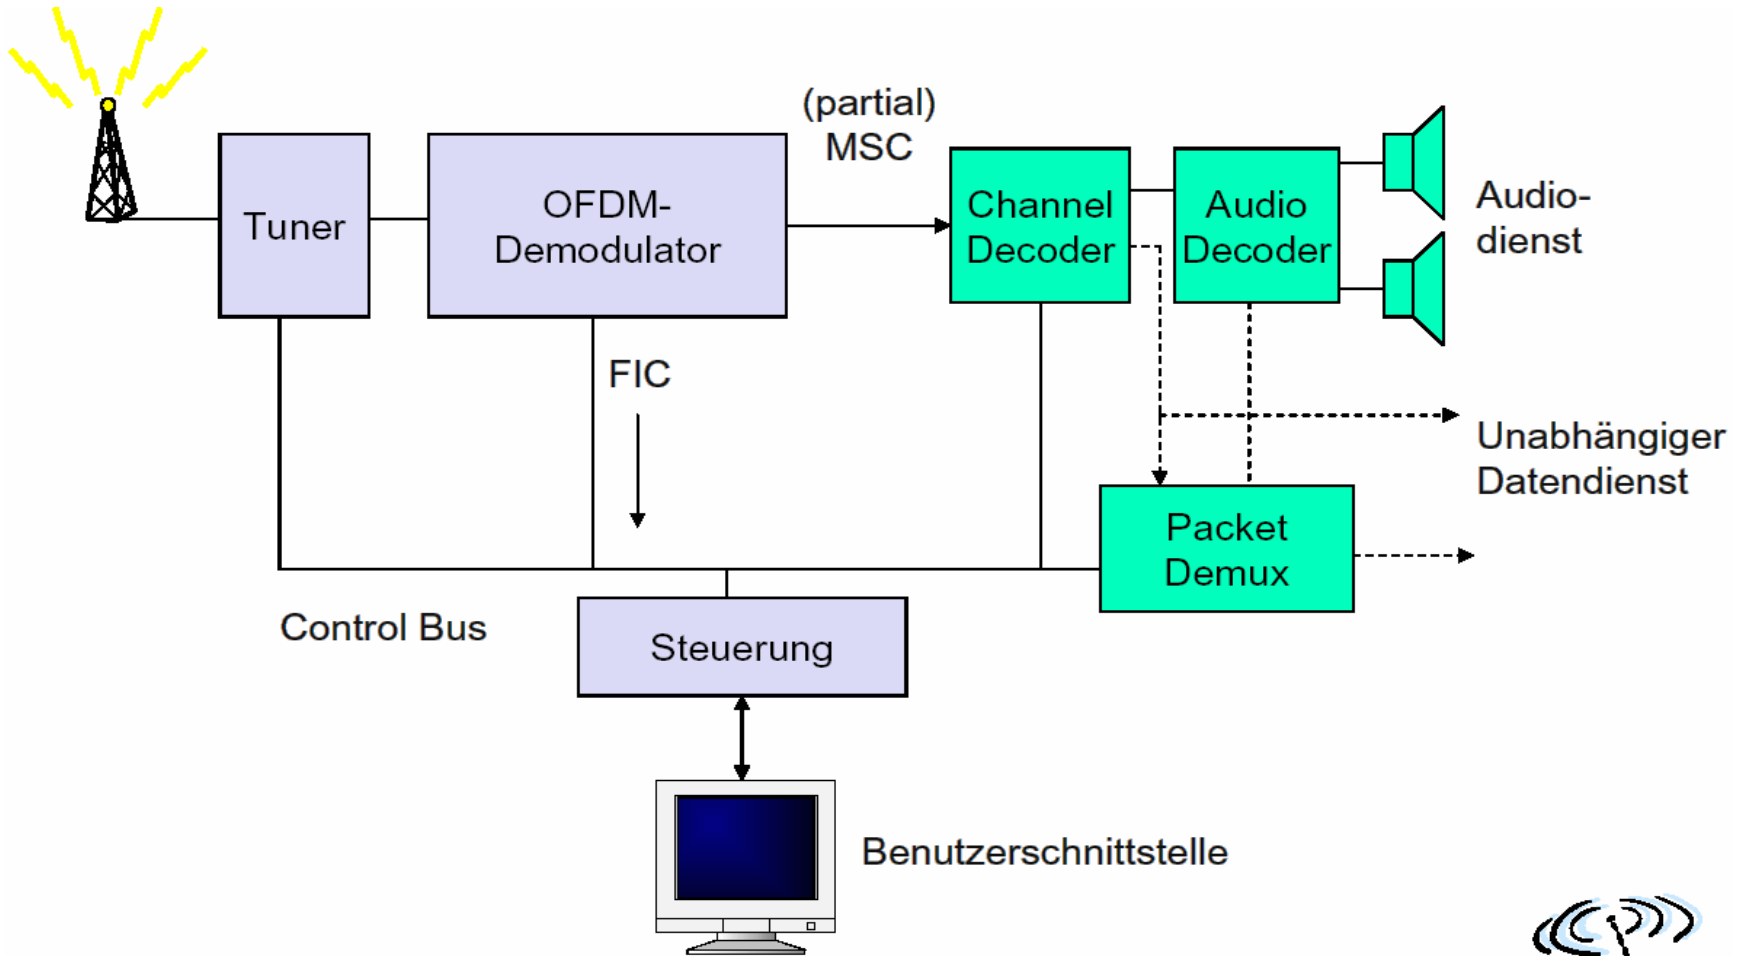 (partial)
MSC
Tuner
OFDM-
Demodulator
Channel
Decoder
Audio
Decoder
Audio-
dienst
FIC
Unabhängiger
Datendienst
Packet
Demux
Control Bus
Steuerung
Benutzerschnittstelle